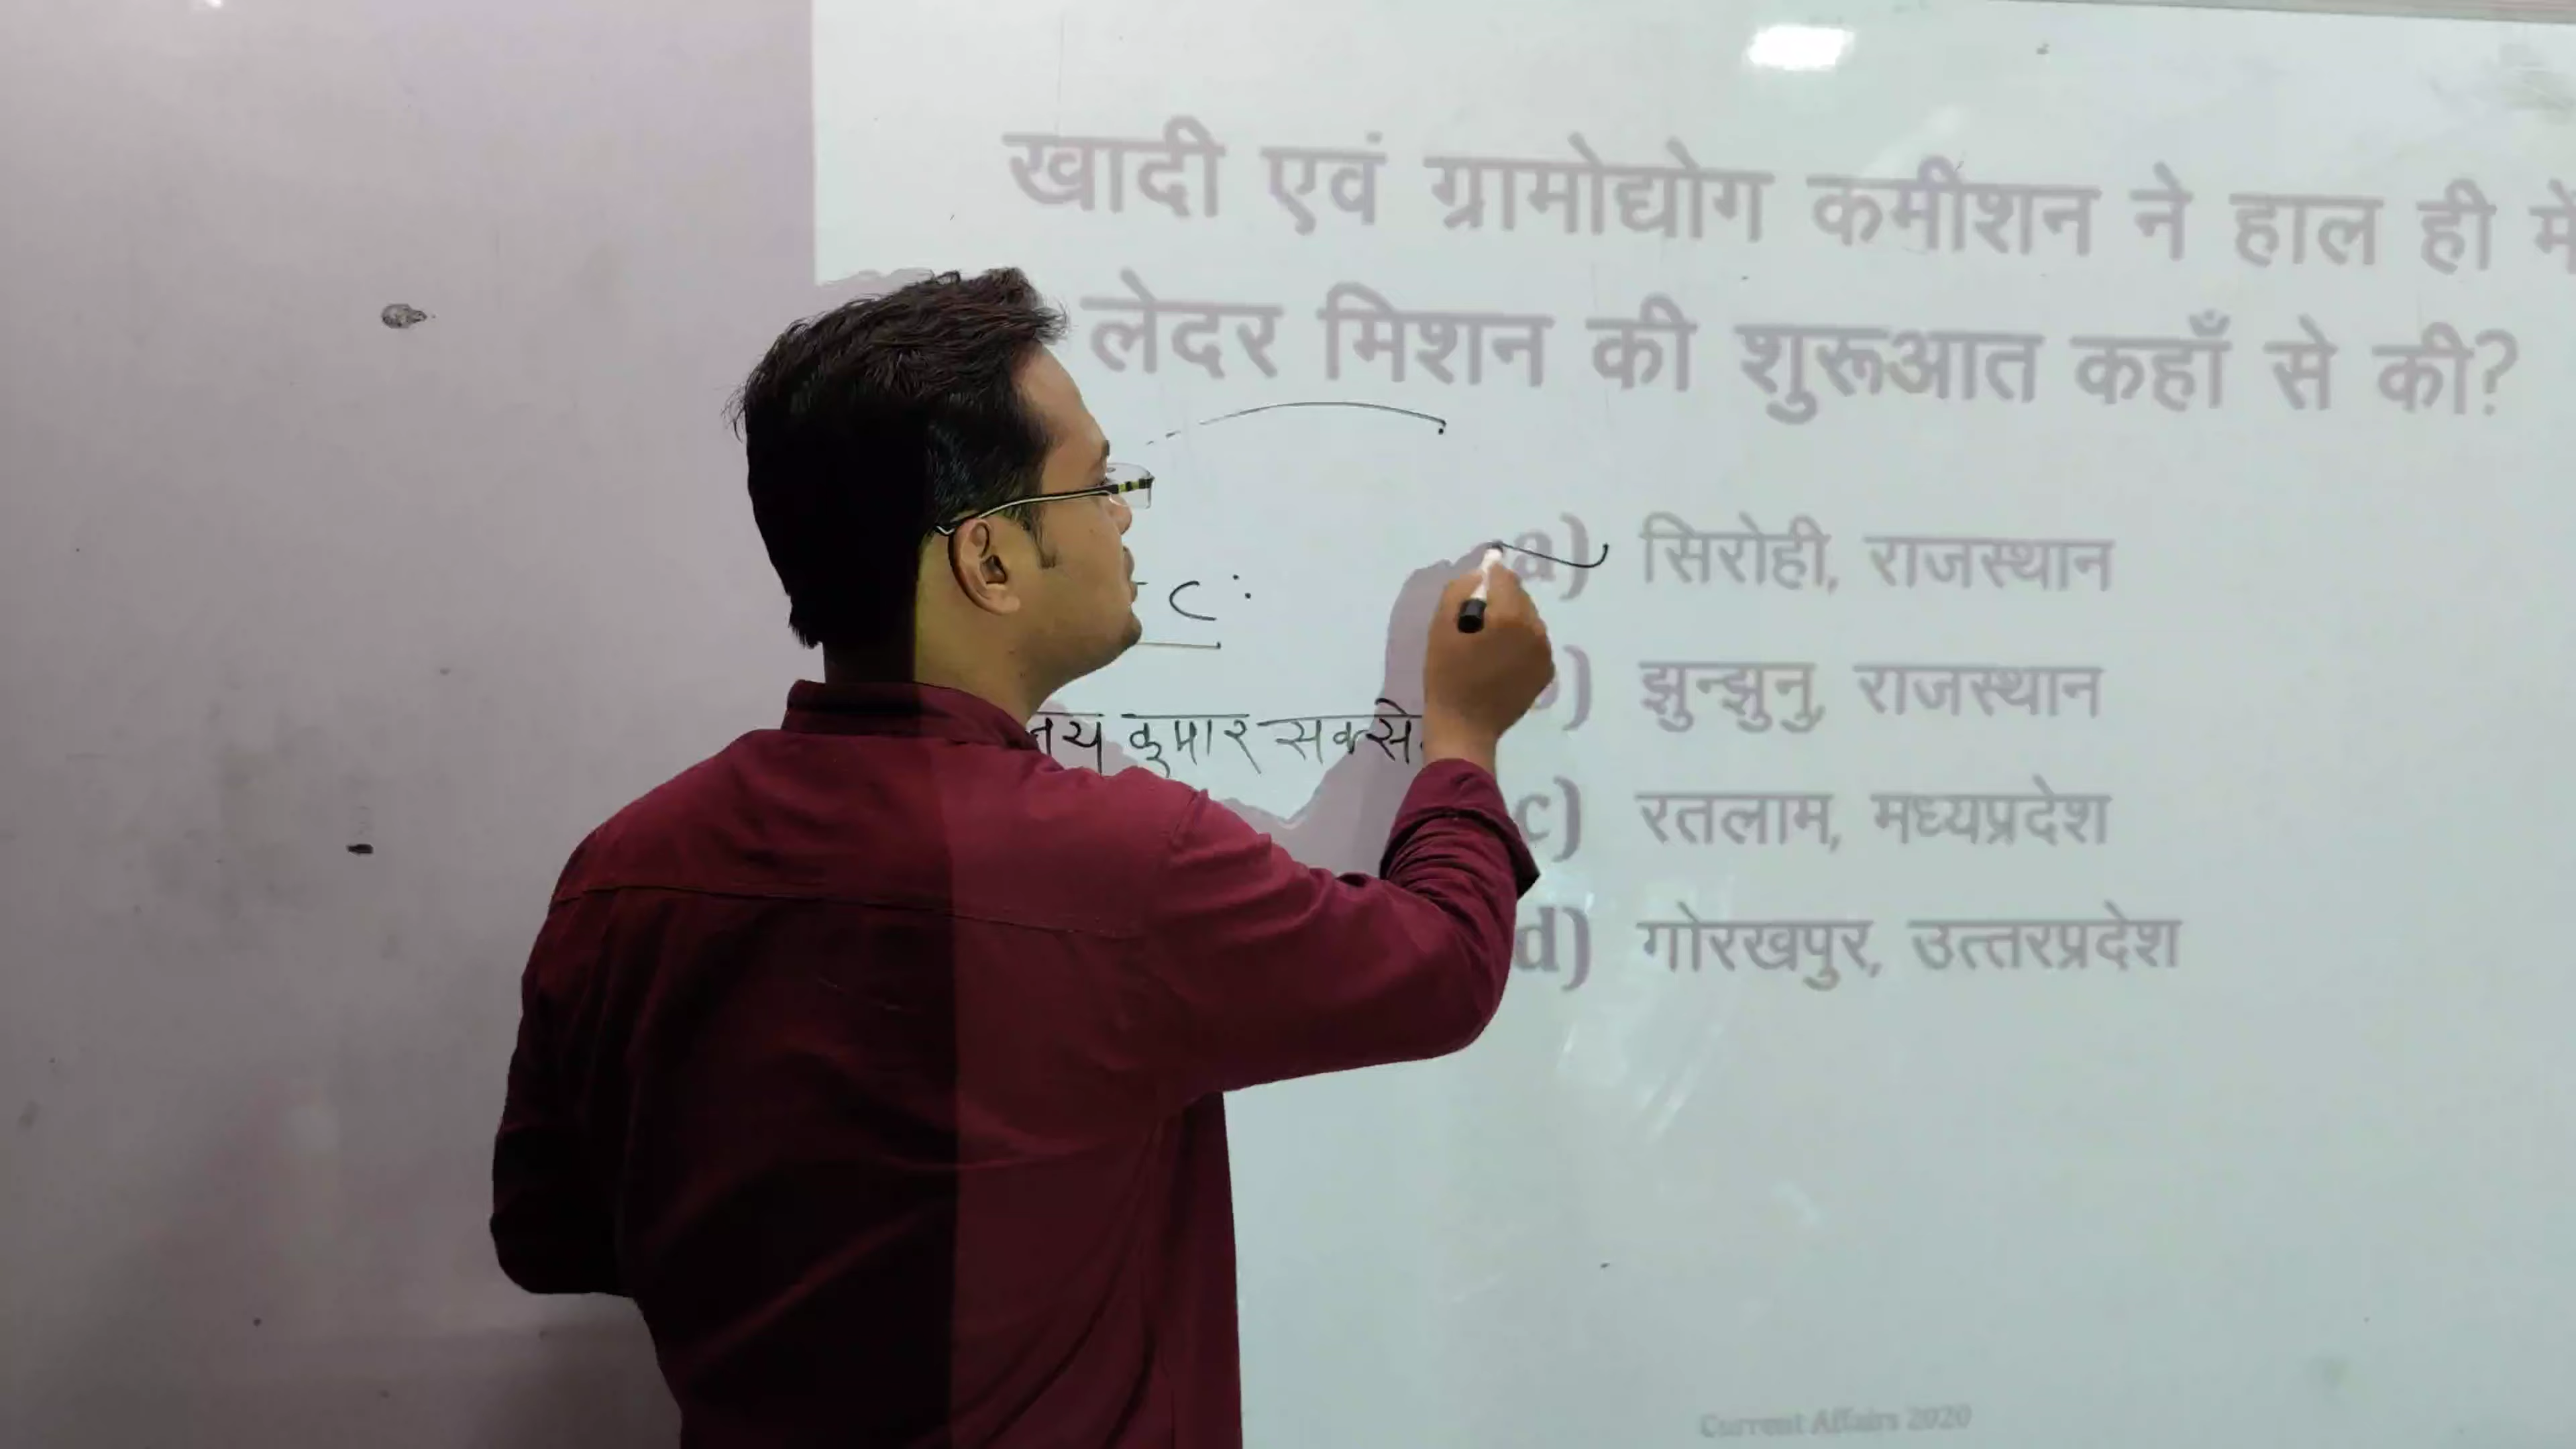 खादी एवं ग्रामोद्योग कमीशन ने हाल ही में
लेदर मिशन की शुरूआत कहाँ से की?
C:
कुमार
a) सिरोही, राजस्थान
b) झुन्झुनु, राजस्थान
c) रतलाम, मध्यप्रदेश
d) गोरखपुर, उत्तरप्रदेश
Current Affairs 2020